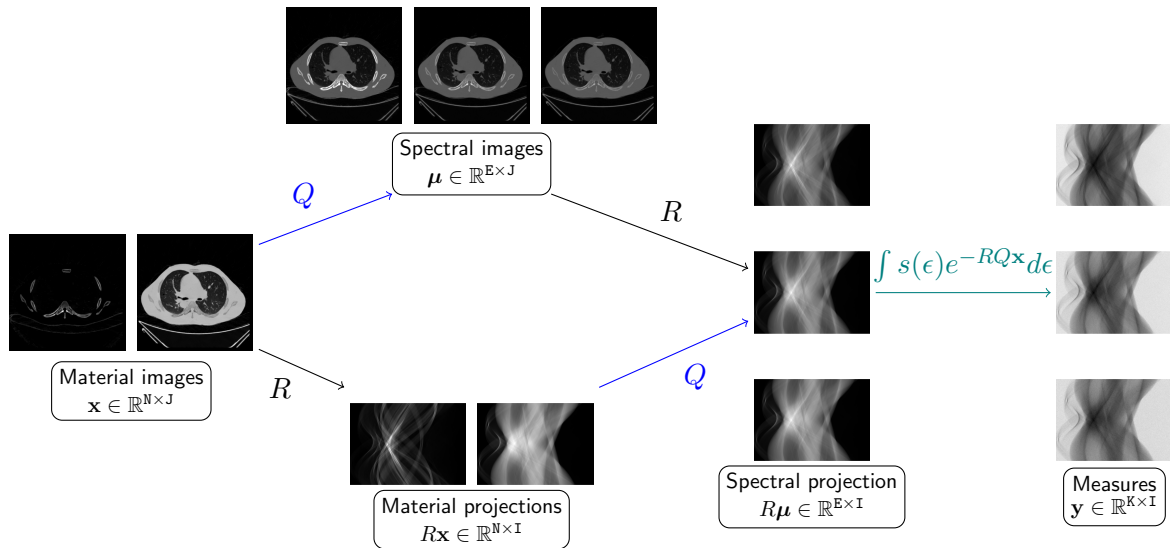 Spectral images
𝝁 ∈ ℝ^{E×J}
Q
R
∫ s(ϵ)e^{−RQ𝐱}dϵ
Material images
𝐱 ∈ ℝ^{N×J}
R
Q
Material projections
R𝐱 ∈ ℝ^{N×I}
Spectral projection
R𝝁 ∈ ℝ^{E×I}
Measures
𝐲 ∈ ℝ^{K×I}